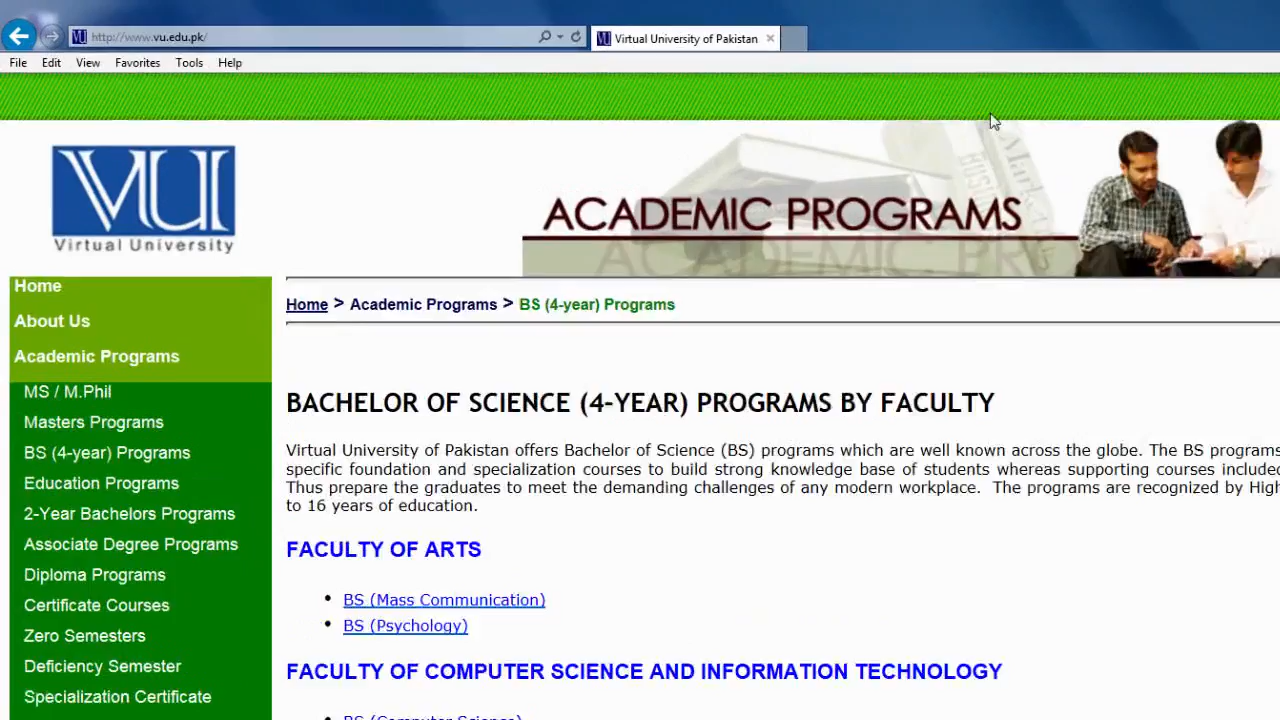 http://www.vu.edu.pk/
Virtual University of Pakistan
File Edit View Favorites Tools Help
VU
Virtual University
ACADEMIC PROGRAMS
Home
About Us
Academic Programs
MS / M.Phil
Masters Programs
BS (4-year) Programs
Education Programs
2-Year Bachelors Programs
Associate Degree Programs
Diploma Programs
Certificate Courses
Zero Semesters
Deficiency Semester
Specialization Certificate
Home > Academic Programs > BS (4-year) Programs
BACHELOR OF SCIENCE (4-YEAR) PROGRAMS BY FACULTY
Virtual University of Pakistan offers Bachelor of Science (BS) programs which are well known across the globe. The BS programs
specific foundation and specialization courses to build strong knowledge base of students whereas supporting courses included
Thus prepare the graduates to meet the demanding challenges of any modern workplace. The programs are recognized by High
to 16 years of education.
FACULTY OF ARTS
BS (Mass Communication)
BS (Psychology)
FACULTY OF COMPUTER SCIENCE AND INFORMATION TECHNOLOGY
BS (Computer Science)